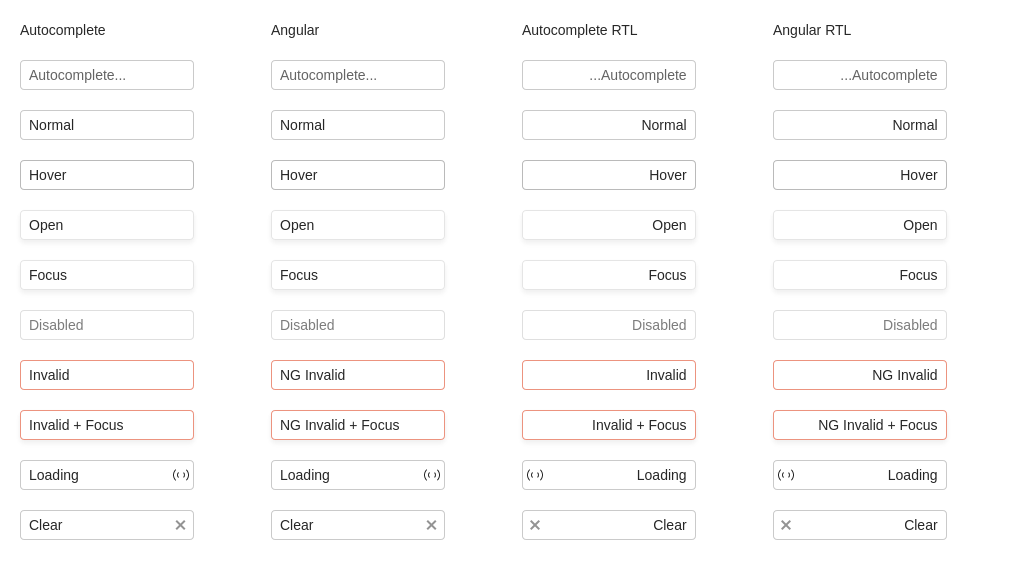 Autocomplete Angular Autocomplete RTL Angular RTL
Autocomplete... Autocomplete... ...Autocomplete ...Autocomplete
Normal Normal Normal Normal
Hover Hover Hover Hover
Open Open Open Open
Focus Focus Focus Focus
Disabled Disabled Disabled Disabled
Invalid NG Invalid Invalid NG Invalid
Invalid + Focus NG Invalid + Focus Invalid + Focus NG Invalid + Focus
Loading Loading Loading Loading
Clear Clear Clear Clear